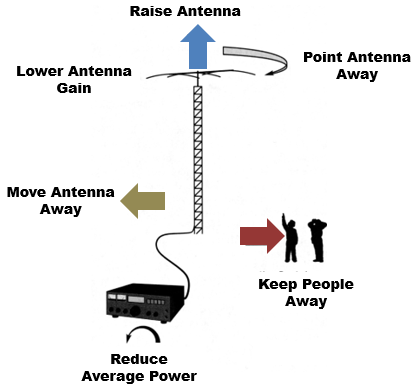 Raise Antenna
Point Antenna
Away
Lower Antenna
Gain
Move Antenna
Away
Keep People
Away
Reduce
Average Power